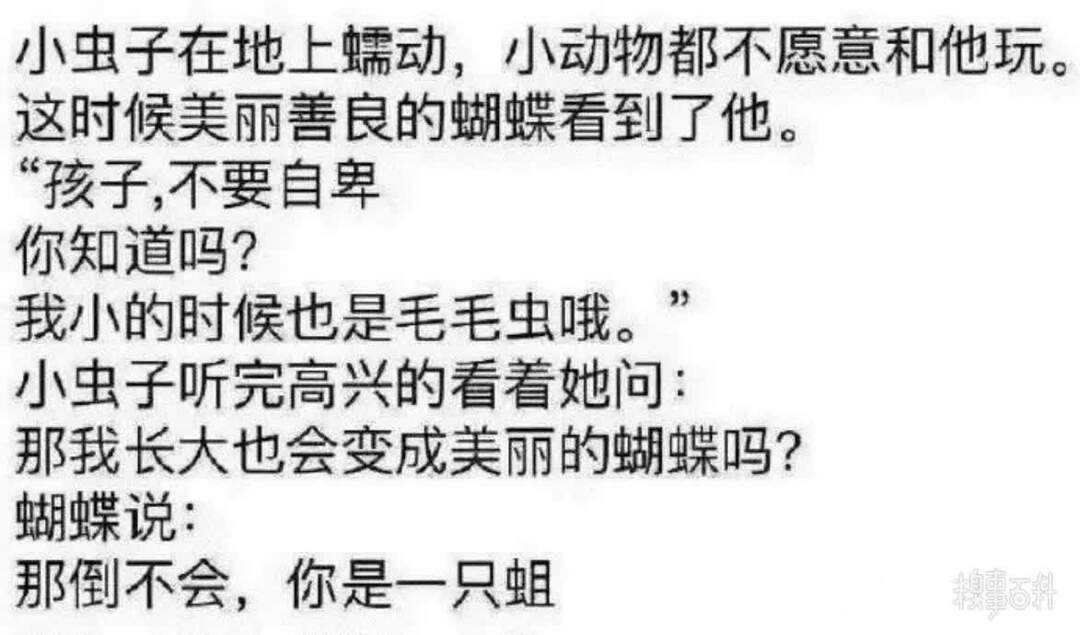 小虫子在地上蠕动，小动物都不愿意和他玩。
这时候美丽善良的蝴蝶看到了他。
“孩子,不要自卑
你知道吗？
我小的时候也是毛毛虫哦。”
小虫子听完高兴的看着她问：
那我长大也会变成美丽的蝴蝶吗？
蝴蝶说：
那倒不会，你是一只蛆
糗事百科